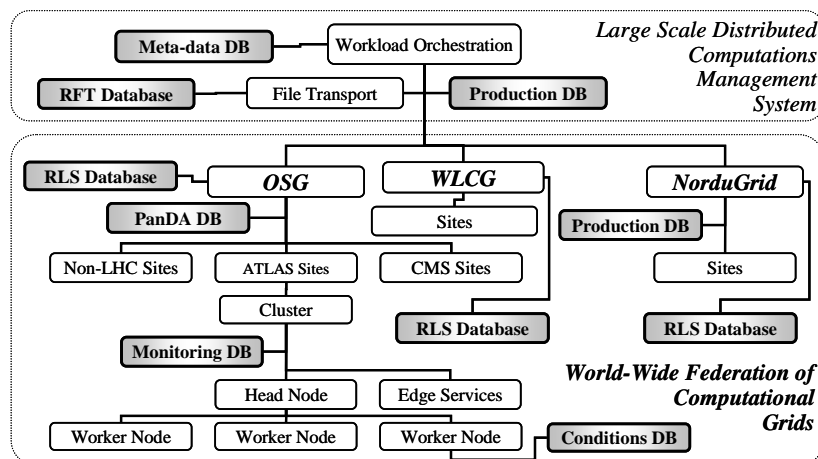 Meta-data DB
Workload Orchestration
Large Scale Distributed
Computations
Management
System
RFT Database
File Transport
Production DB
RLS Database
OSG
WLCG
NorduGrid
PanDA DB
Sites
Production DB
Non-LHC Sites
ATLAS Sites
CMS Sites
Sites
Cluster
RLS Database
RLS Database
Monitoring DB
World-Wide Federation of
Computational
Grids
Head Node
Edge Services
Worker Node
Worker Node
Worker Node
Conditions DB